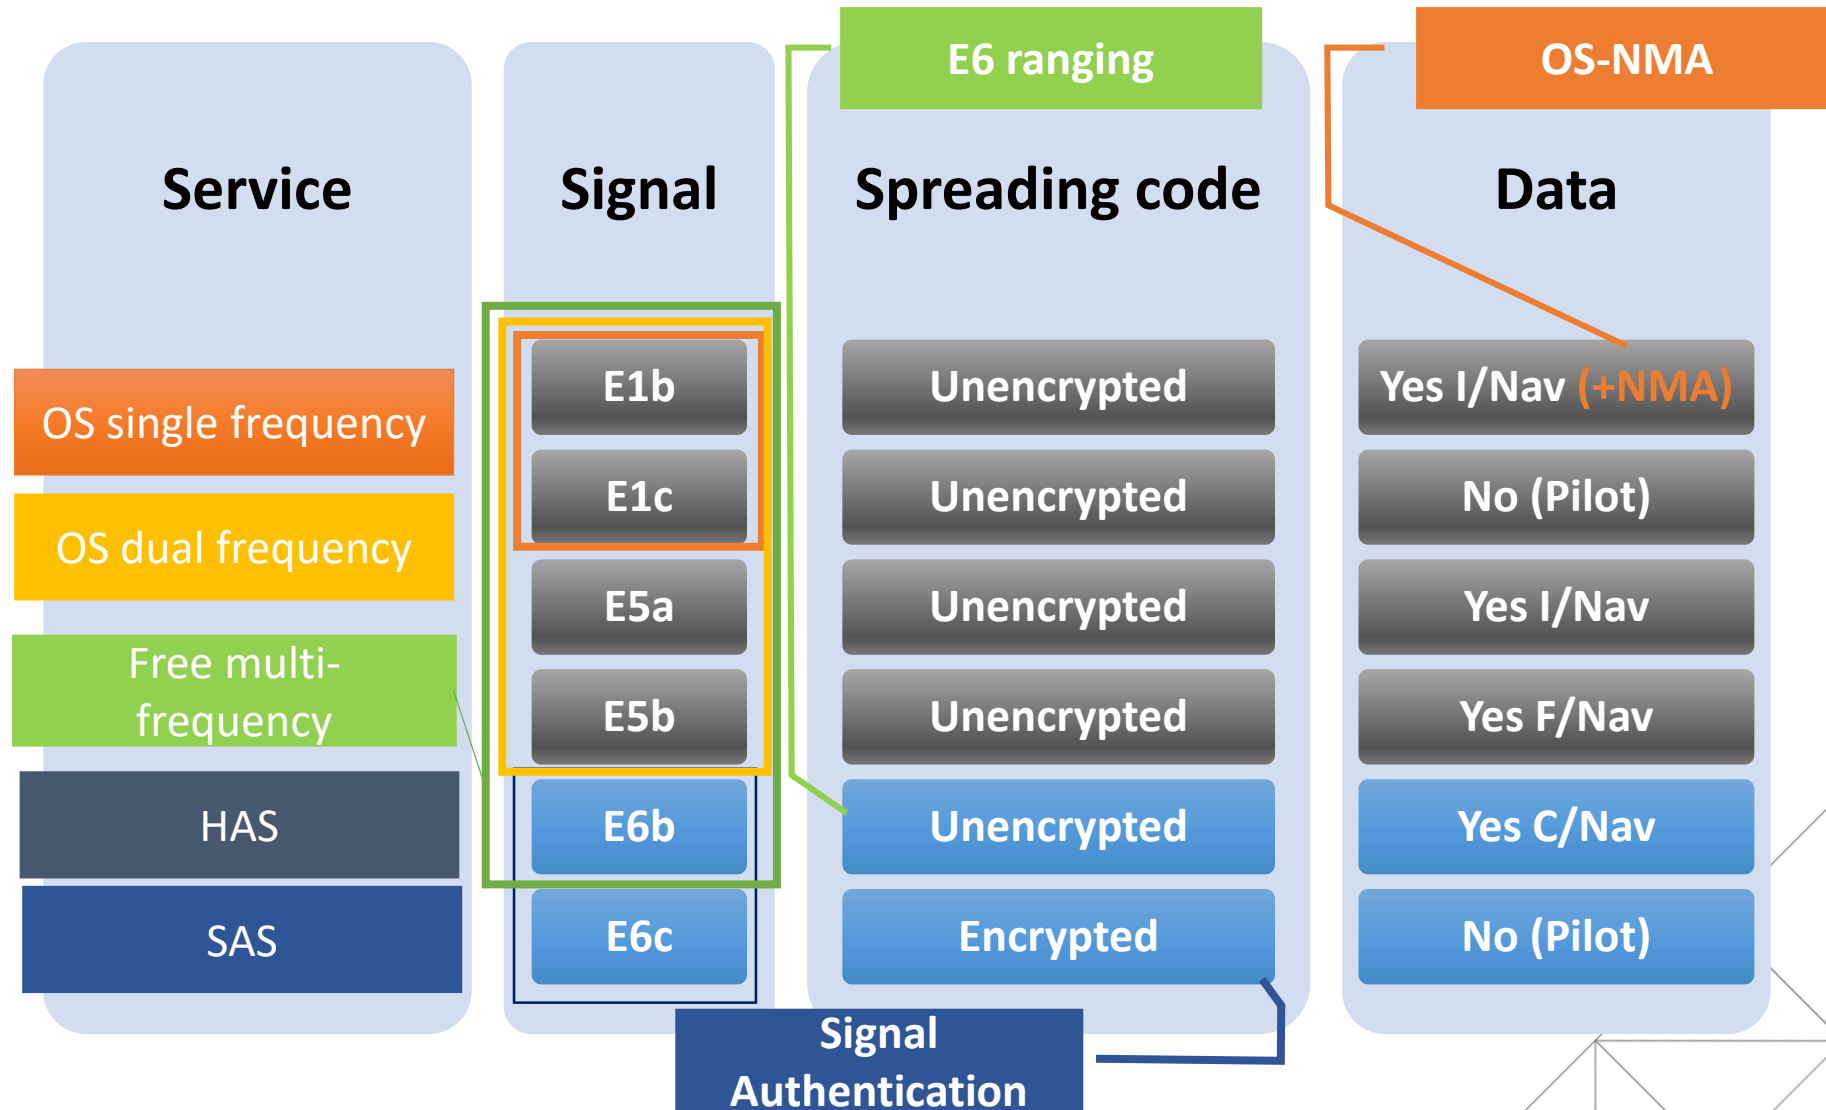 E6 ranging
OS-NMA
Service
Signal
Spreading code
Data
OS single frequency
OS dual frequency
Free multi-
frequency
HAS
SAS
E1b
Unencrypted
Yes I/Nav (+NMA)
E1c
Unencrypted
No (Pilot)
E5a
Unencrypted
Yes I/Nav
E5b
Unencrypted
Yes F/Nav
E6b
Unencrypted
Yes C/Nav
E6c
Encrypted
No (Pilot)
Signal
Authentication